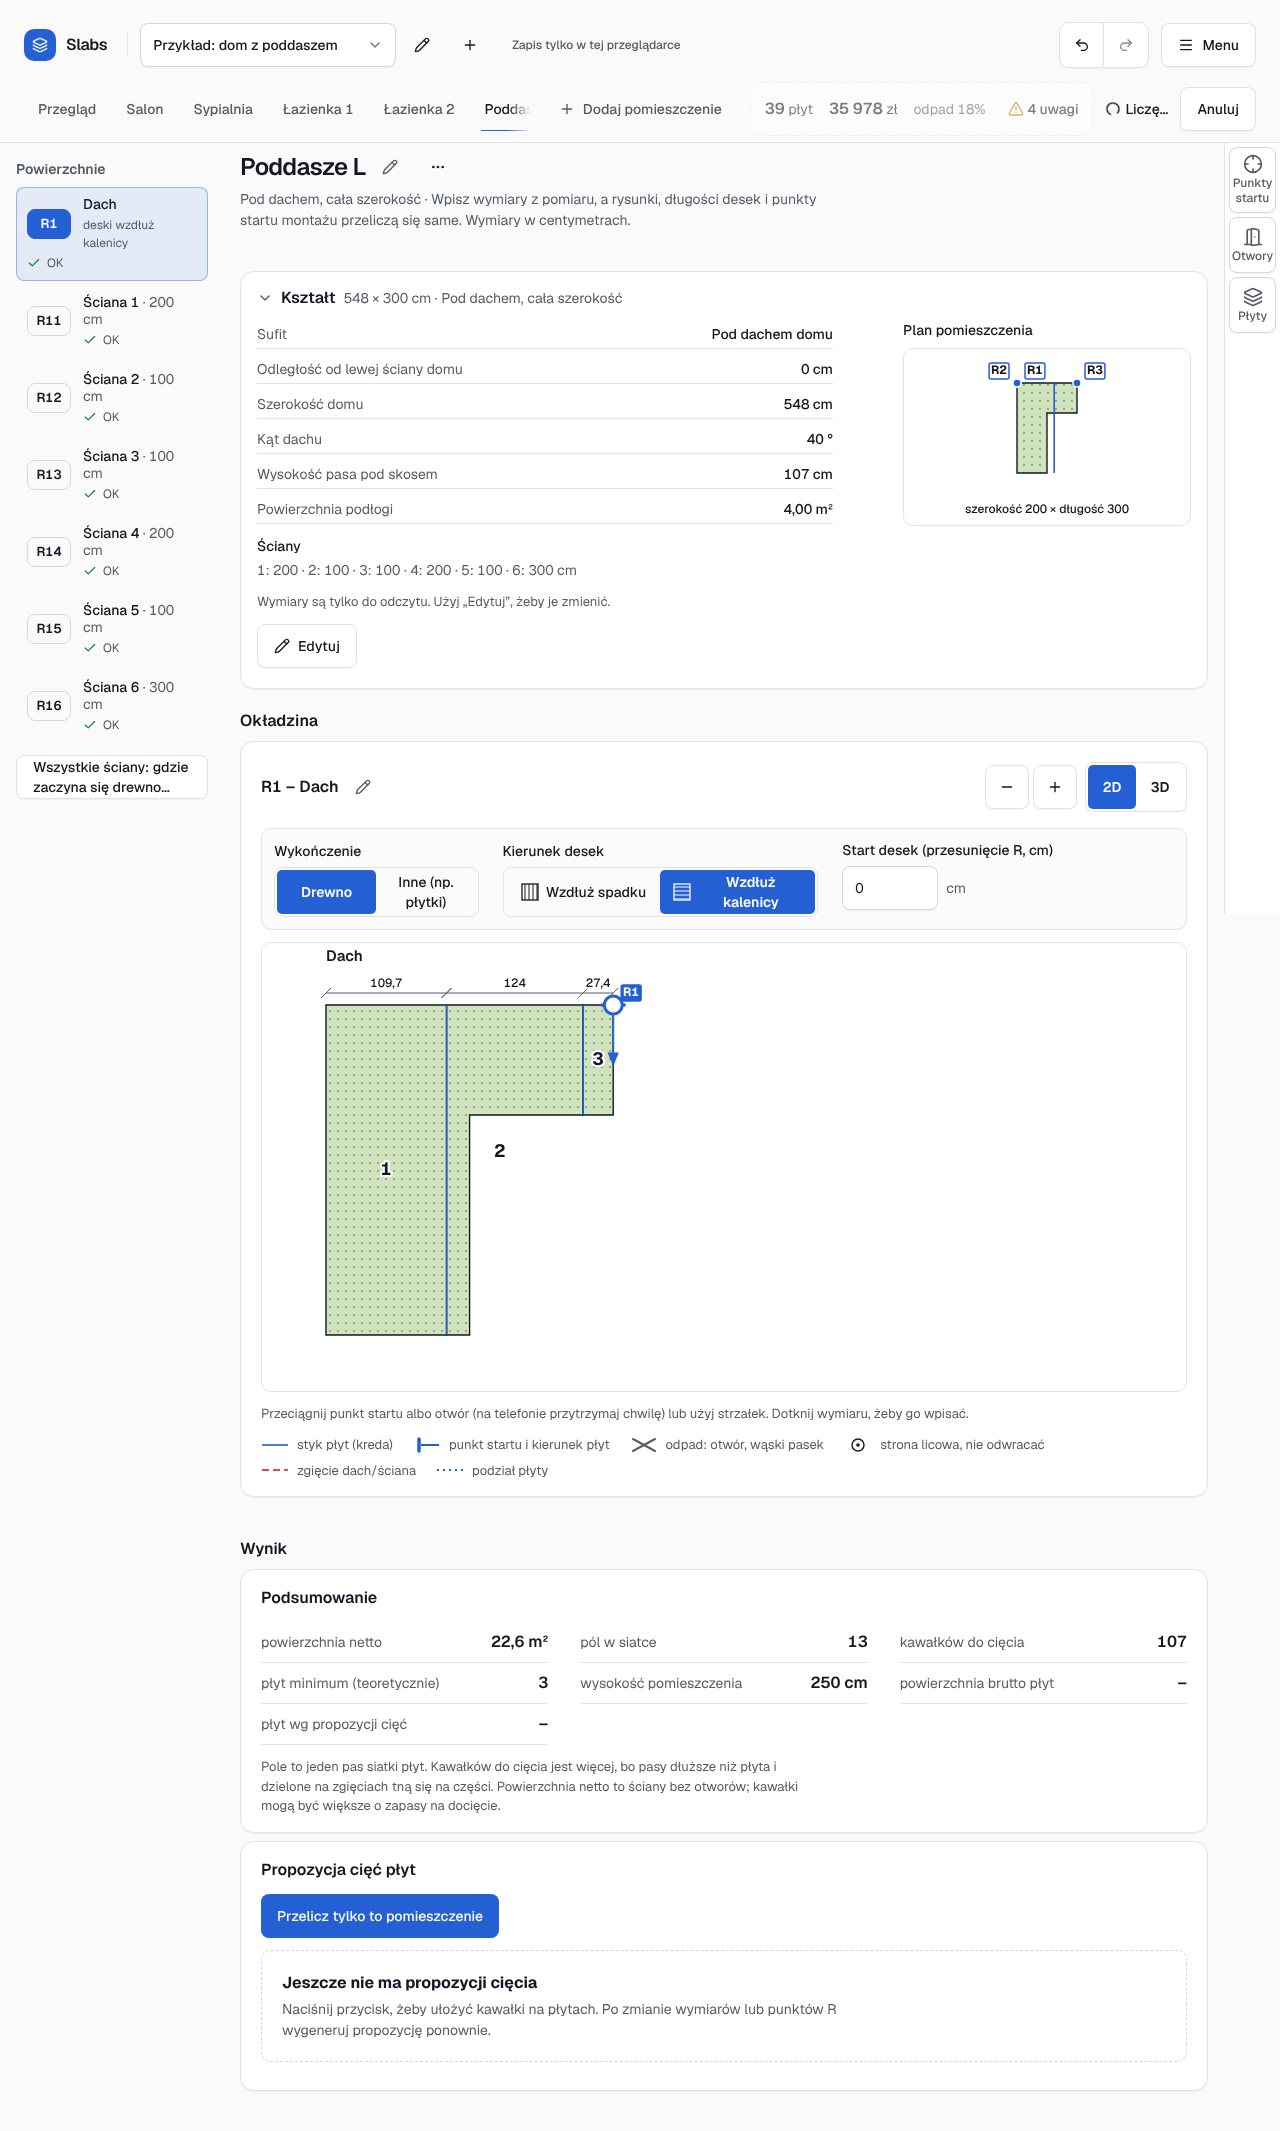 Slabs
Przykład: dom z poddaszem
Zapis tylko w tej przeglądarce
Menu
Przegląd
Salon
Sypialnia
Łazienka 1
Łazienka 2
Poddas
Dodaj pomieszczenie
39 płyt
35 978 zł
odpad 18%
4 uwagi
Liczę...
Anuluj
Powierzchnie
R1
Dach
deski wzdłuż
kalenicy
OK
R11
Ściana 1 · 200
cm
OK
R12
Ściana 2 · 100
cm
OK
R13
Ściana 3 · 100
cm
OK
R14
Ściana 4 · 200
cm
OK
R15
Ściana 5 · 100
cm
OK
R16
Ściana 6 · 300
cm
OK
Wszystkie ściany: gdzie
zaczyna się drewno...
Poddasze L
Pod dachem, cała szerokość · Wpisz wymiary z pomiaru, a rysunki, długości desek i punkty
startu montażu przeliczą się same. Wymiary w centymetrach.
Kształt 548 × 300 cm · Pod dachem, cała szerokość
Sufit Pod dachem domu
Odległość od lewej ściany domu 0 cm
Szerokość domu 548 cm
Kąt dachu 40 °
Wysokość pasa pod skosem 107 cm
Powierzchnia podłogi 4,00 m²
Ściany
1: 200 · 2: 100 · 3: 100 · 4: 200 · 5: 100 · 6: 300 cm
Wymiary są tylko do odczytu. Użyj „Edytuj”, żeby je zmienić.
Edytuj
Plan pomieszczenia
R2 R1 R3
szerokość 200 × długość 300
Punkty
startu
Otwory
Płyty
Okładzina
R1 – Dach
2D 3D
Wykończenie
Drewno
Inne (np.
płytki)
Kierunek desek
Wzdłuż spadku
Wzdłuż
kalenicy
Start desek (przesunięcie R, cm)
0 cm
Dach
109,7 124 27,4
R1
3
2
1
Przeciągnij punkt startu albo otwór (na telefonie przytrzymaj chwilę) lub użyj strzałek. Dotknij wymiaru, żeby go wpisać.
styk płyt (kreda)
punkt startu i kierunek płyt
odpad: otwór, wąski pasek
strona licowa, nie odwracać
zgięcie dach/ściana
podział płyty
Wynik
Podsumowanie
powierzchnia netto 22,6 m²
pól w siatce 13
kawałków do cięcia 107
płyt minimum (teoretycznie) 3
wysokość pomieszczenia 250 cm
powierzchnia brutto płyt –
płyt wg propozycji cięć –
Pole to jeden pas siatki płyt. Kawałków do cięcia jest więcej, bo pasy dłuższe niż płyta i
dzielone na zgięciach tną się na części. Powierzchnia netto to ściany bez otworów; kawałki
mogą być większe o zapasy na docięcie.
Propozycja cięć płyt
Przelicz tylko to pomieszczenie
Jeszcze nie ma propozycji cięcia
Naciśnij przycisk, żeby ułożyć kawałki na płytach. Po zmianie wymiarów lub punktów R
wygeneruj propozycję ponownie.